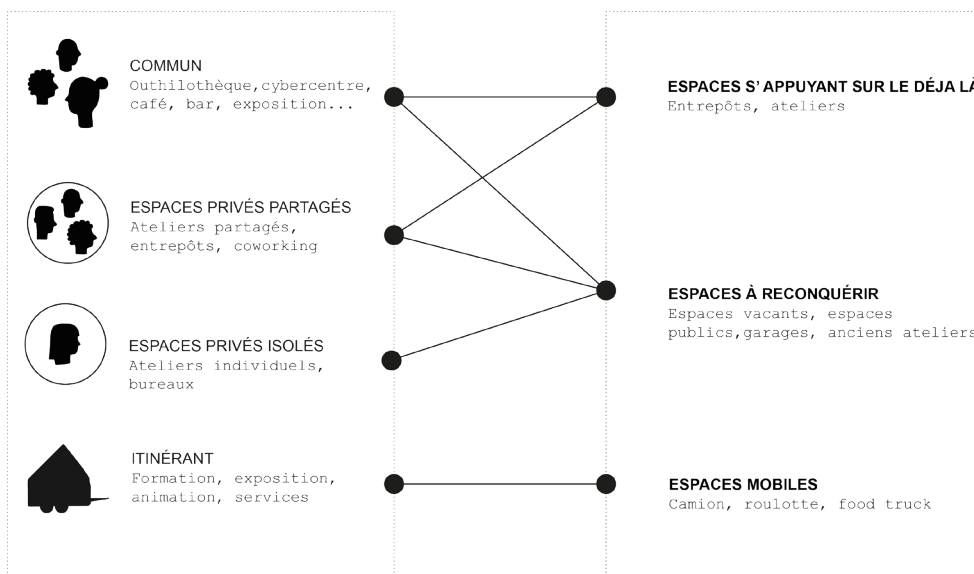 COMMUN
Outhilothèque,cybercentre,
café, bar, exposition...
ESPACES PRIVÉS PARTAGÉS
Ateliers partagés,
entrepôts, coworking
ESPACES PRIVÉS ISOLÉS
Ateliers individuels,
bureaux
ITINÉRANT
Formation, exposition,
animation, services
ESPACES S' APPUYANT SUR LE DÉJA LÀ
Entrepôts, ateliers
ESPACES À RECONQUÉRIR
Espaces vacants, espaces
publics,garages, anciens ateliers
ESPACES MOBILES
Camion, roulotte, food truck